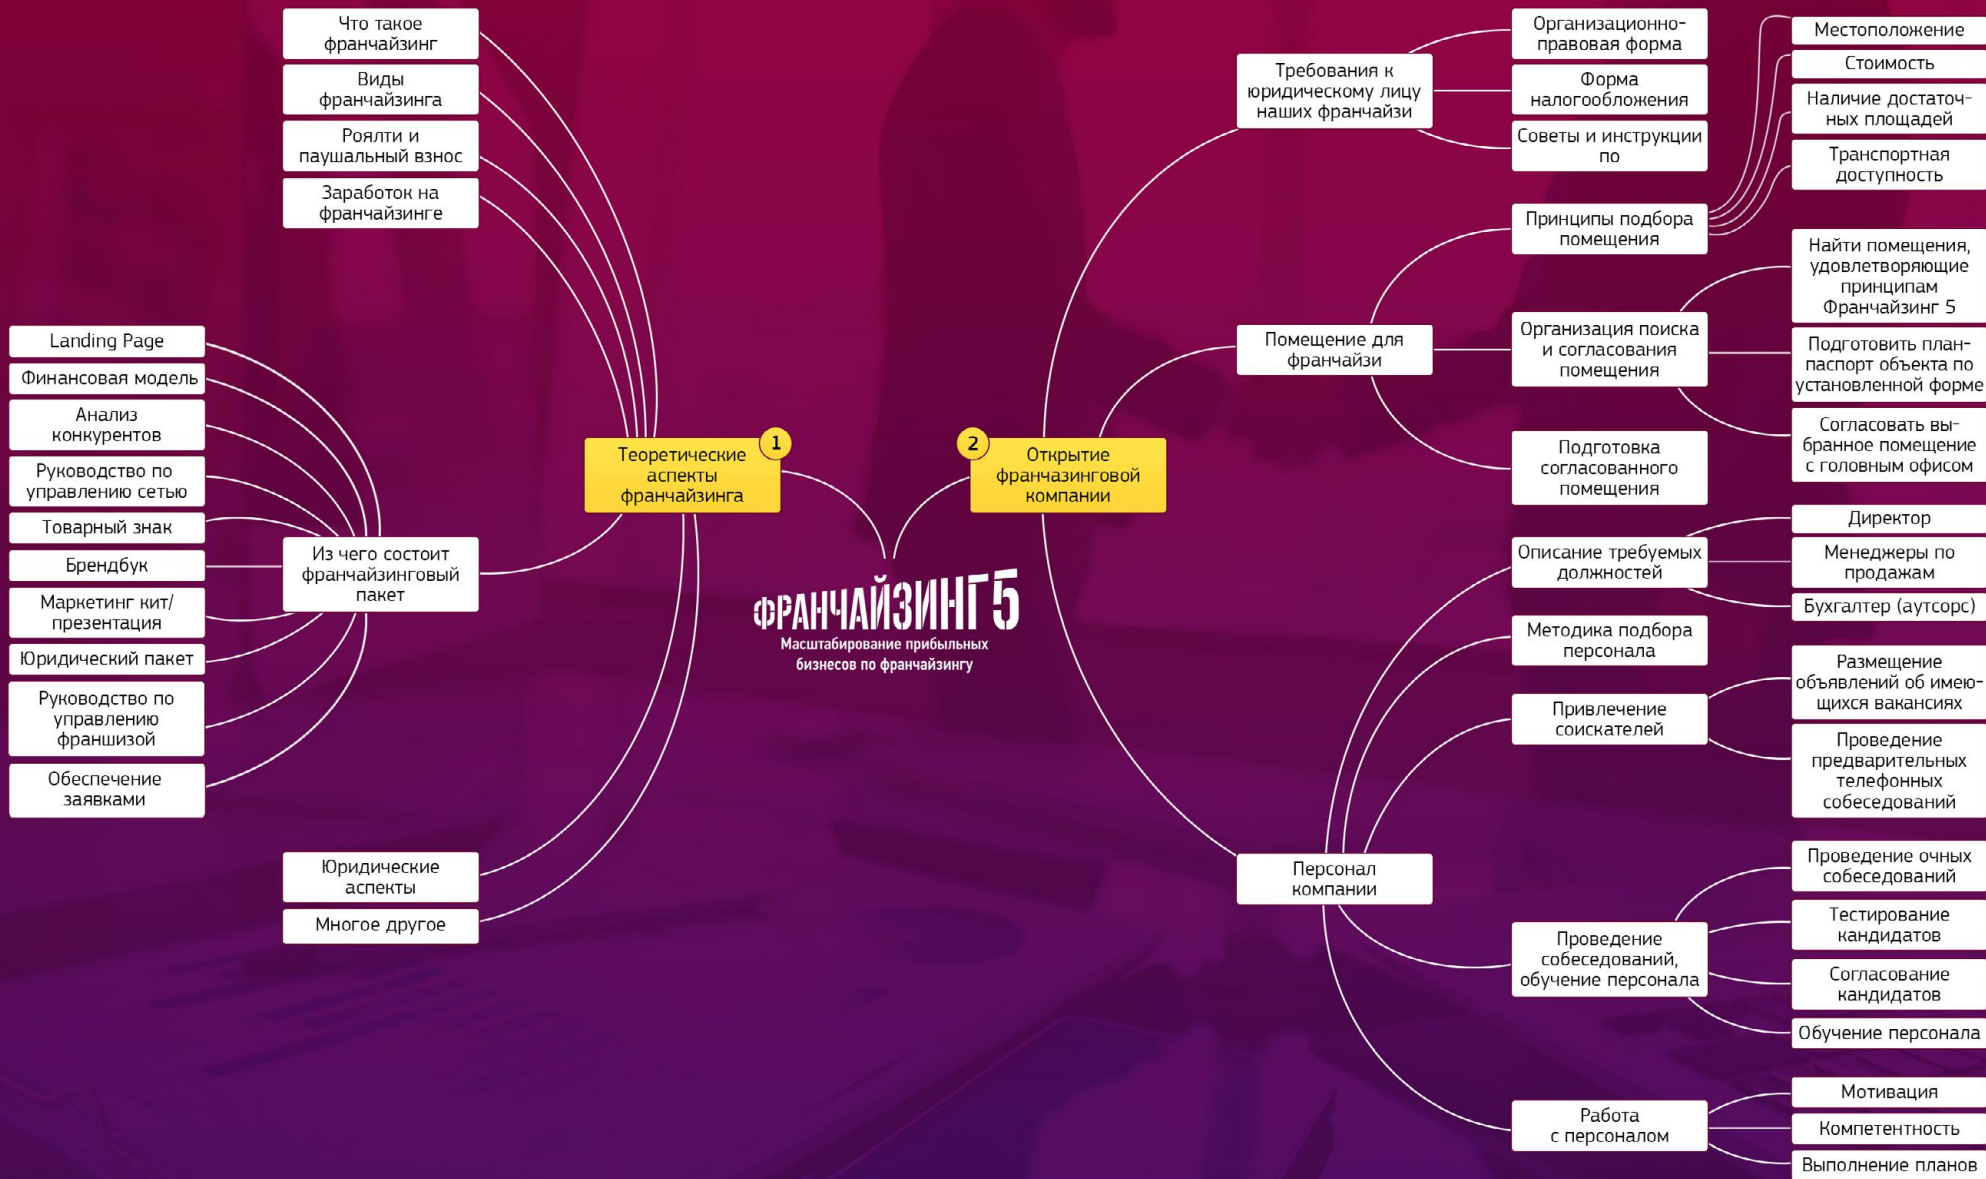 Что такое
франчайзинг
Виды
франчайзинга
Роялти и
паушальный взнос
Заработок на
франчайзинге
Landing Page
Финансовая модель
Анализ
конкурентов
Руководство по
управлению сетью
Товарный знак
Брендбук
Маркетинг кит/
презентация
Юридический пакет
Руководство по
управлению
франшизой
Обеспечение
заявками
Из чего состоит
франчайзинговый
пакет
Юридические
аспекты
Многое другое
1
Теоретические
аспекты
франчайзинга
ФРАНЧАЙЗИНГ5
Масштабирование прибыльных
бизнесов по франчайзингу
2
Открытие
франчазинговой
компании
Требования к
юридическому лицу
наших франчайзи
Организационно-
правовая форма
Форма
налогообложения
Советы и инструкции
по
Помещение для
франчайзи
Принципы подбора
помещения
Местоположение
Стоимость
Наличие достаточ-
ных площадей
Транспортная
доступность
Организация поиска
и согласования
помещения
Найти помещения,
удовлетворяющие
принципам
Франчайзинг 5
Подготовить план-
паспорт объекта по
установленной форме
Согласовать вы-
бранное помещение
с головным офисом
Подготовка
согласованного
помещения
Персонал
компании
Описание требуемых
должностей
Директор
Менеджеры по
продажам
Бухгалтер (аутсорс)
Методика подбора
персонала
Привлечение
соискателей
Размещение
объявлений об имею-
щихся вакансиях
Проведение
предварительных
телефонных
собеседований
Проведение
собеседований,
обучение персонала
Проведение очных
собеседований
Тестирование
кандидатов
Согласование
кандидатов
Обучение персонала
Работа
с персоналом
Мотивация
Компетентность
Выполнение планов